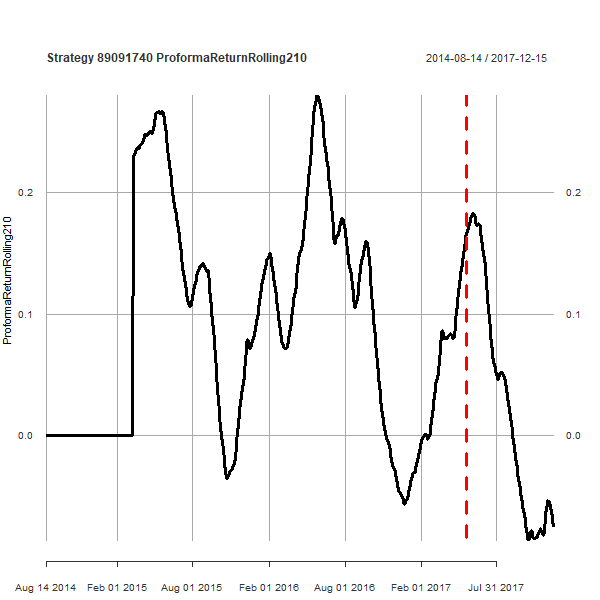 Strategy 89091740 ProformaReturnRolling210
2014-08-14 / 2017-12-15
ProformaReturnRolling210
0.2
0.1
0.0
0.2
0.1
0.0
Aug 14 2014
Feb 01 2015
Aug 01 2015
Feb 01 2016
Aug 01 2016
Feb 01 2017
Jul 31 2017